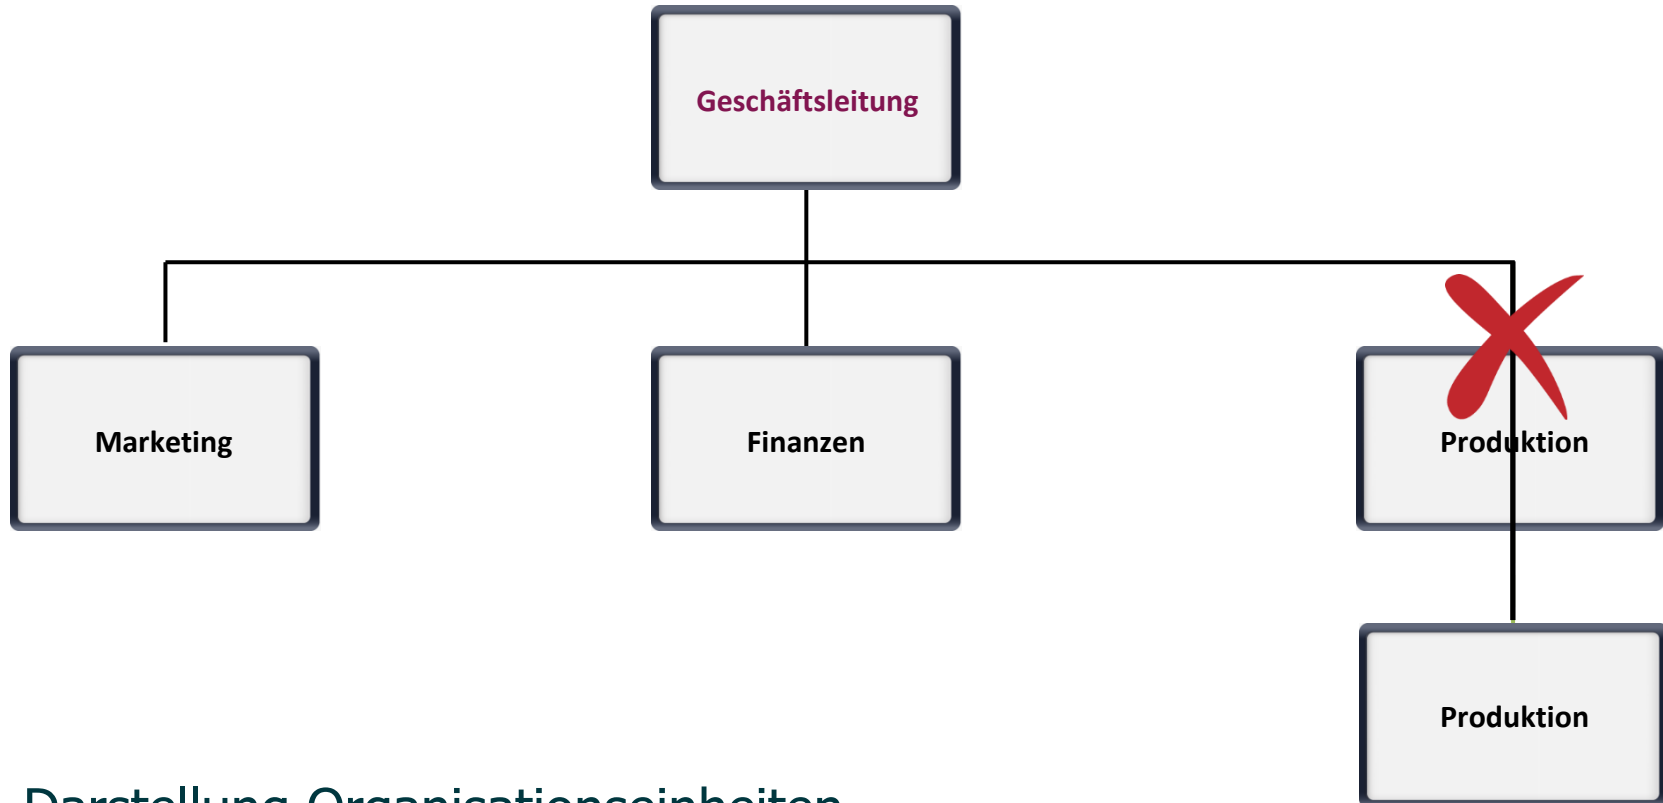 Geschäftsleitung
Marketing
Finanzen
Produktion
Produktion
Darstellung Organisationseinheiten